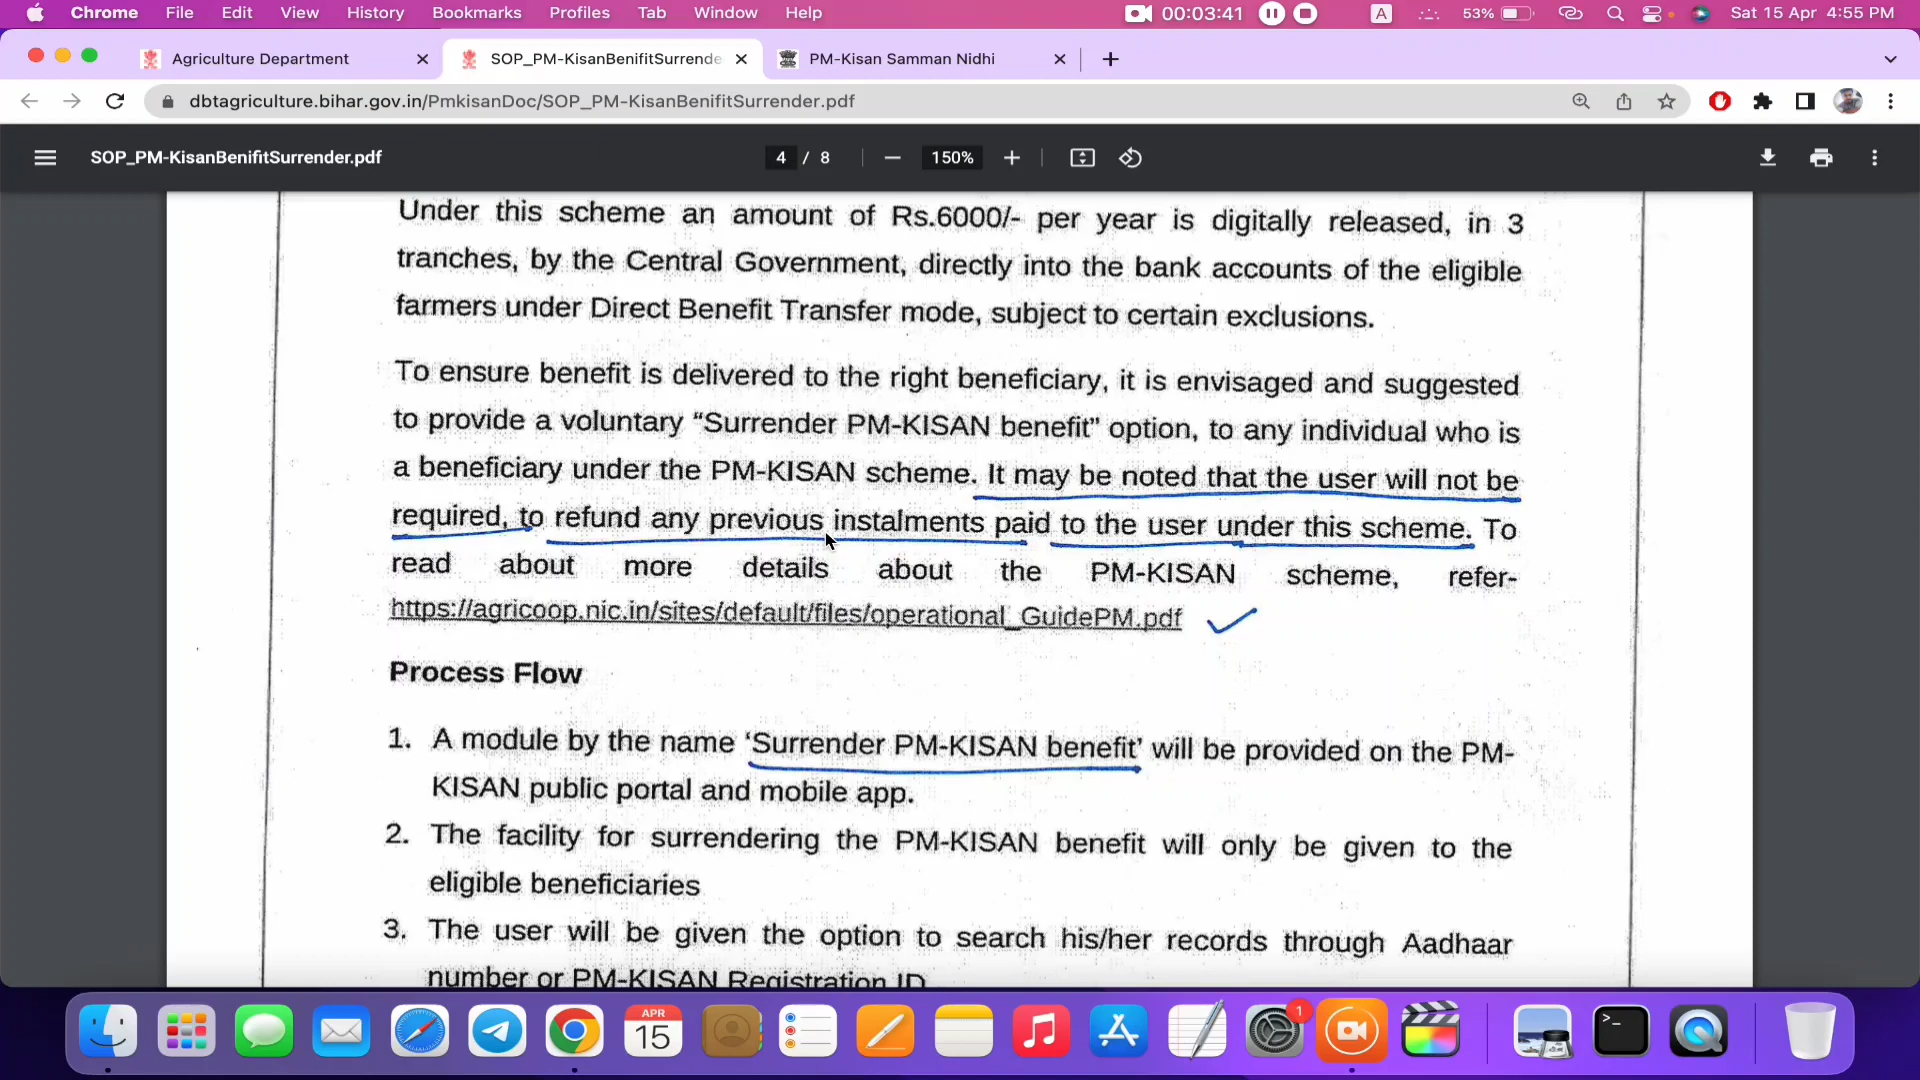 Chrome File Edit View History Bookmarks Profiles Tab Window Help 00:03:41 A 53% Sat 15 Apr 4:55 PM
Agriculture Department SOP_PM-KisanBenifitSurrende PM-Kisan Samman Nidhi
dbtagriculture.bihar.gov.in/PmkisanDoc/SOP_PM-KisanBenifitSurrender.pdf
SOP_PM-KisanBenifitSurrender.pdf 4 / 8 150%
Under this scheme an amount of Rs.6000/- per year is digitally released, in 3
tranches, by the Central Government, directly into the bank accounts of the eligible
farmers under Direct Benefit Transfer mode, subject to certain exclusions.
To ensure benefit is delivered to the right beneficiary, it is envisaged and suggested
to provide a voluntary “Surrender PM-KISAN benefit” option, to any individual who is
a beneficiary under the PM-KISAN scheme. It may be noted that the user will not be
required, to refund any previous instalments paid to the user under this scheme. To
read about more details about the PM-KISAN scheme, refer-
https://agricoop.nic.in/sites/default/files/operational_GuidePM.pdf
Process Flow
1. A module by the name ‘Surrender PM-KISAN benefit’ will be provided on the PM-
KISAN public portal and mobile app.
2. The facility for surrendering the PM-KISAN benefit will only be given to the
eligible beneficiaries
3. The user will be given the option to search his/her records through Aadhaar
number or PM-KISAN Registration ID
APR
15
1